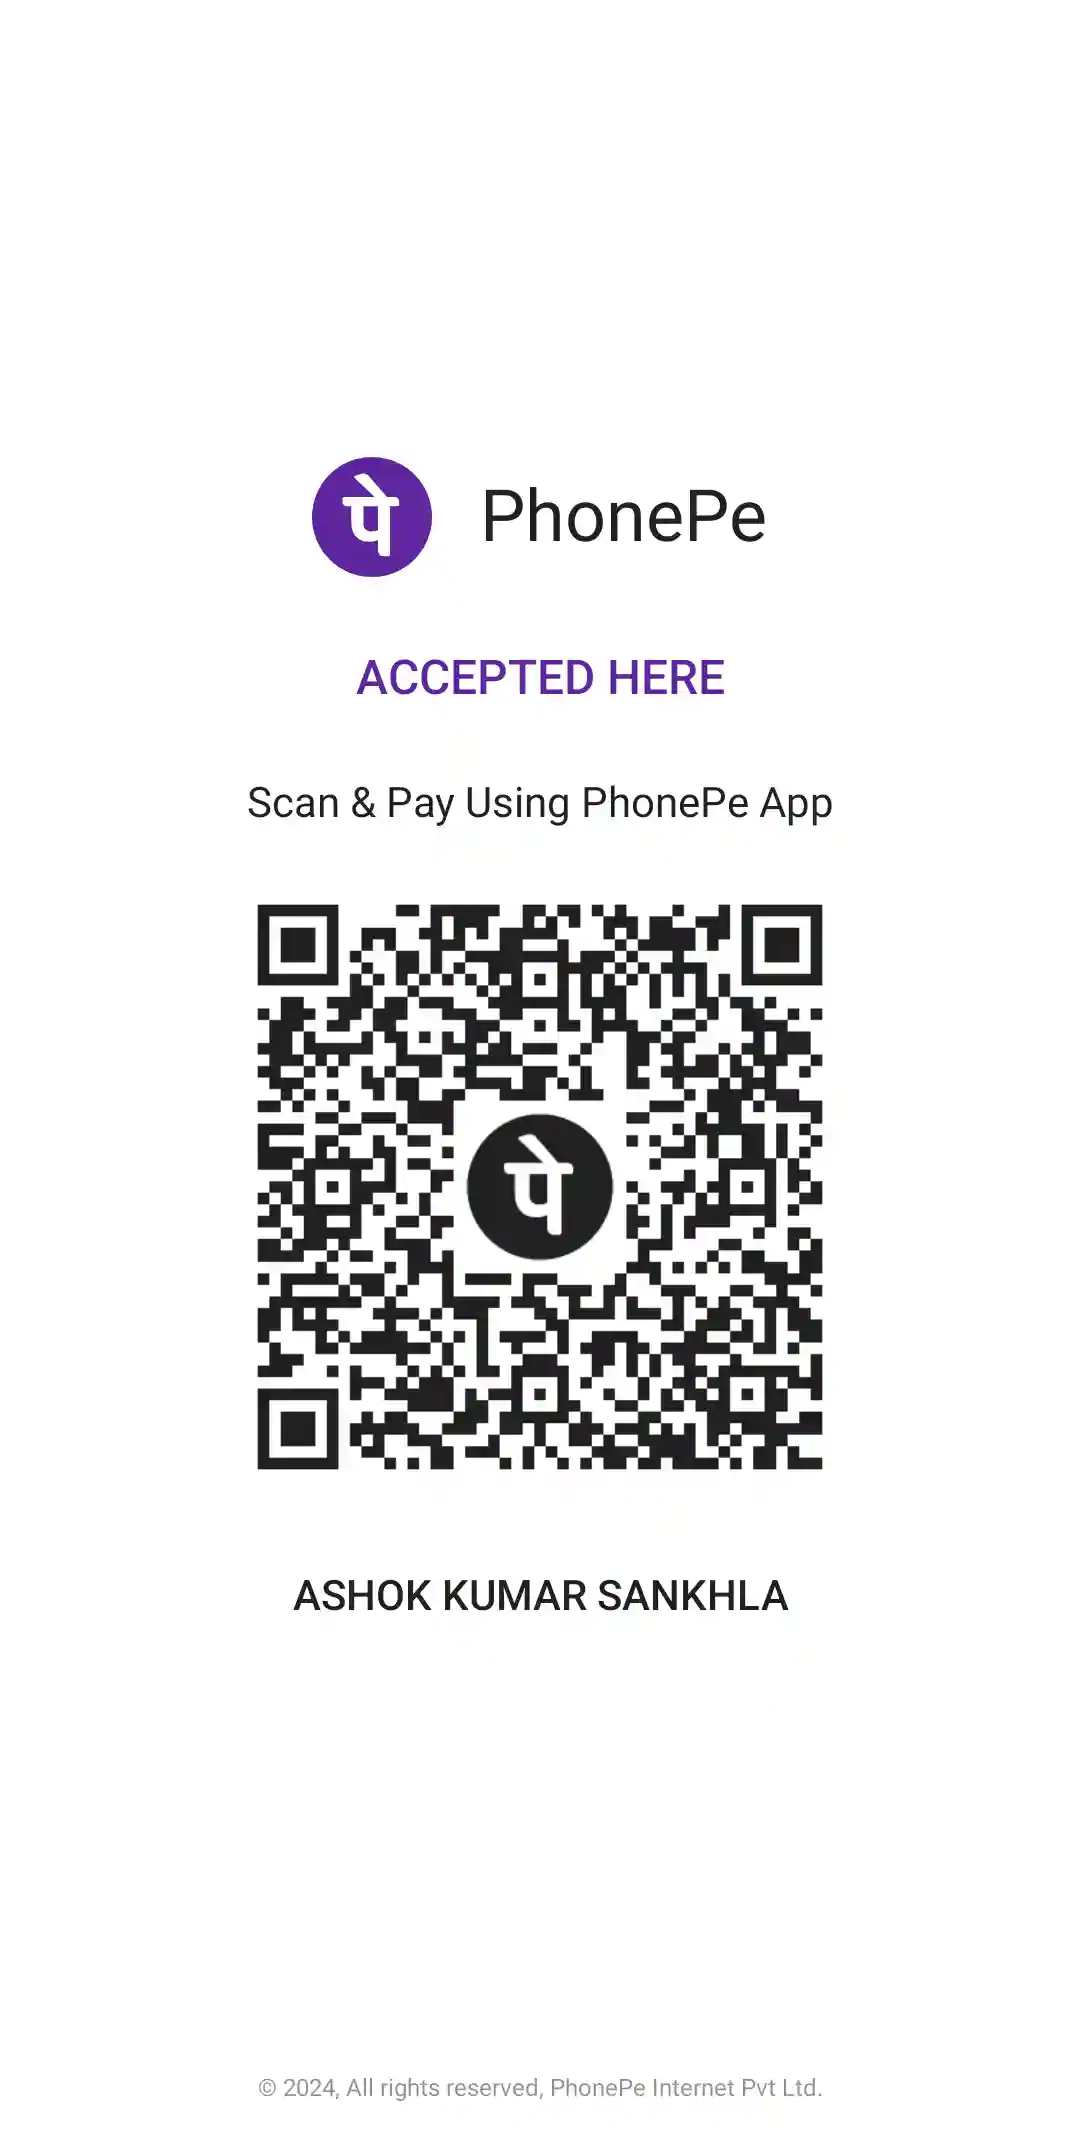 पे PhonePe
ACCEPTED HERE
Scan & Pay Using PhonePe App
पे
ASHOK KUMAR SANKHLA
© 2024, All rights reserved, PhonePe Internet Pvt Ltd.